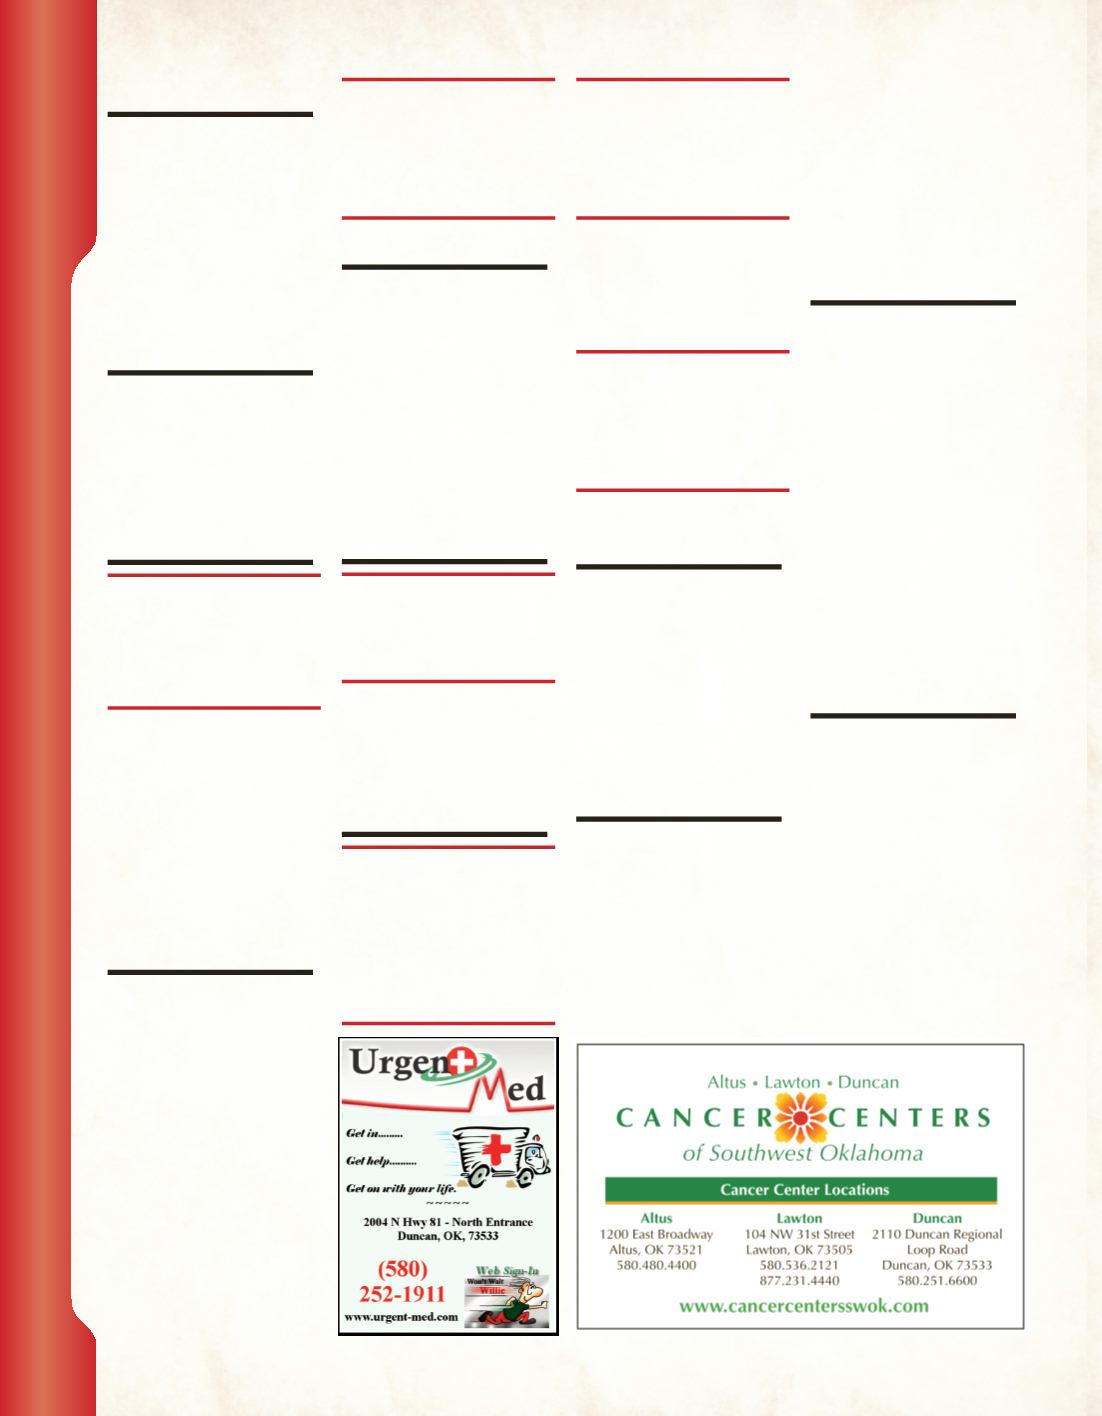 Urgent Med
Get in.........
Get help..........
Get on with your life.
~~~~~
2004 N Hwy 81 - North Entrance
Duncan, OK, 73533
(580)
252-1911
www.urgent-med.com
Web Sign-In
Won't Wait
Willie
Altus • Lawton • Duncan
CANCER CENTERS
of Southwest Oklahoma
Cancer Center Locations
Altus
1200 East Broadway
Altus, OK 73521
580.480.4400
Lawton
104 NW 31st Street
Lawton, OK 73505
580.536.2121
877.231.4440
Duncan
2110 Duncan Regional
Loop Road
Duncan, OK 73533
580.251.6600
www.cancercentersswok.com